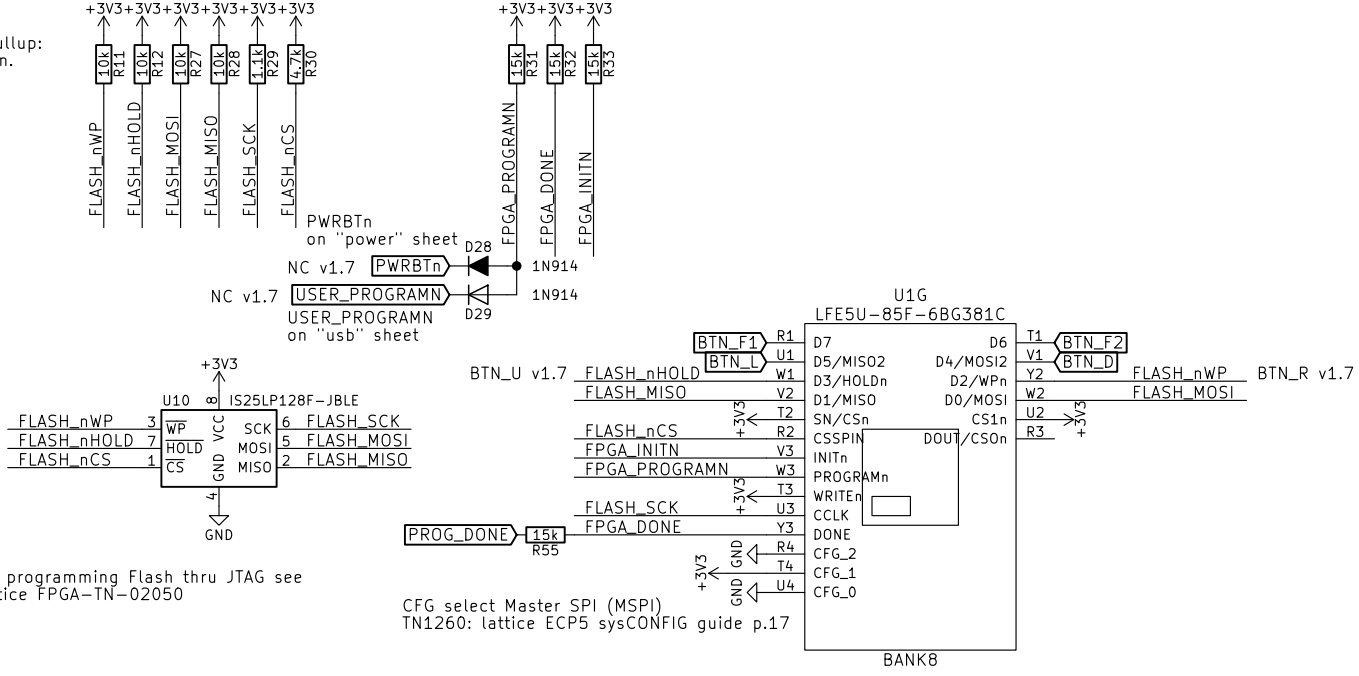 +3V3 +3V3 +3V3 +3V3 +3V3 +3V3
+3V3 +3V3 +3V3
ullup:
n.
10k R11
10k R12
10k R27
10k R28
1.1k R29
4.7k R30
15k R31
15k R32
15k R33
FLASH_nWP
FLASH_nHOLD
FLASH_MOSI
FLASH_MISO
FLASH_SCK
FLASH_nCS
FPGA_PROGRAMN
FPGA_DONE
FPGA_INITN
PWRBTn
on "power" sheet
D28
NC v1.7 PWRBTn 1N914
NC v1.7 USER_PROGRAMN 1N914
D29
USER_PROGRAMN
on "usb" sheet
U1G
LFE5U-85F-6BG381C
BTN_F1 R1 D7 D6 T1 BTN_F2
BTN_L U1 D5/MISO2 D4/MOSI2 V1 BTN_D
BTN_U v1.7 FLASH_nHOLD W1 D3/HOLDn D2/WPn Y2 FLASH_nWP BTN_R v1.7
FLASH_MISO V2 D1/MISO D0/MOSI W2 FLASH_MOSI
+3V3 T2 SN/CSn CS1n U2 +3V3
FLASH_nCS R2 CSSPIN DOUT/CSOn R3
FPGA_INITN V3 INITn
FPGA_PROGRAMN W3 PROGRAMn
+3V3 T3 WRITEn
FLASH_SCK U3 CCLK
PROG_DONE 15k FPGA_DONE Y3 DONE
R55
GND R4 CFG_2
+3V3 T4 CFG_1
GND U4 CFG_0
BANK8
+3V3
U10 8 IS25LP128F-JBLE
FLASH_nWP 3 WP VCC SCK 6 FLASH_SCK
FLASH_nHOLD 7 HOLD MOSI 5 FLASH_MOSI
FLASH_nCS 1 CS GND MISO 2 FLASH_MISO
4
GND
programming Flash thru JTAG see
tice FPGA-TN-02050
CFG select Master SPI (MSPI)
TN1260: lattice ECP5 sysCONFIG guide p.17